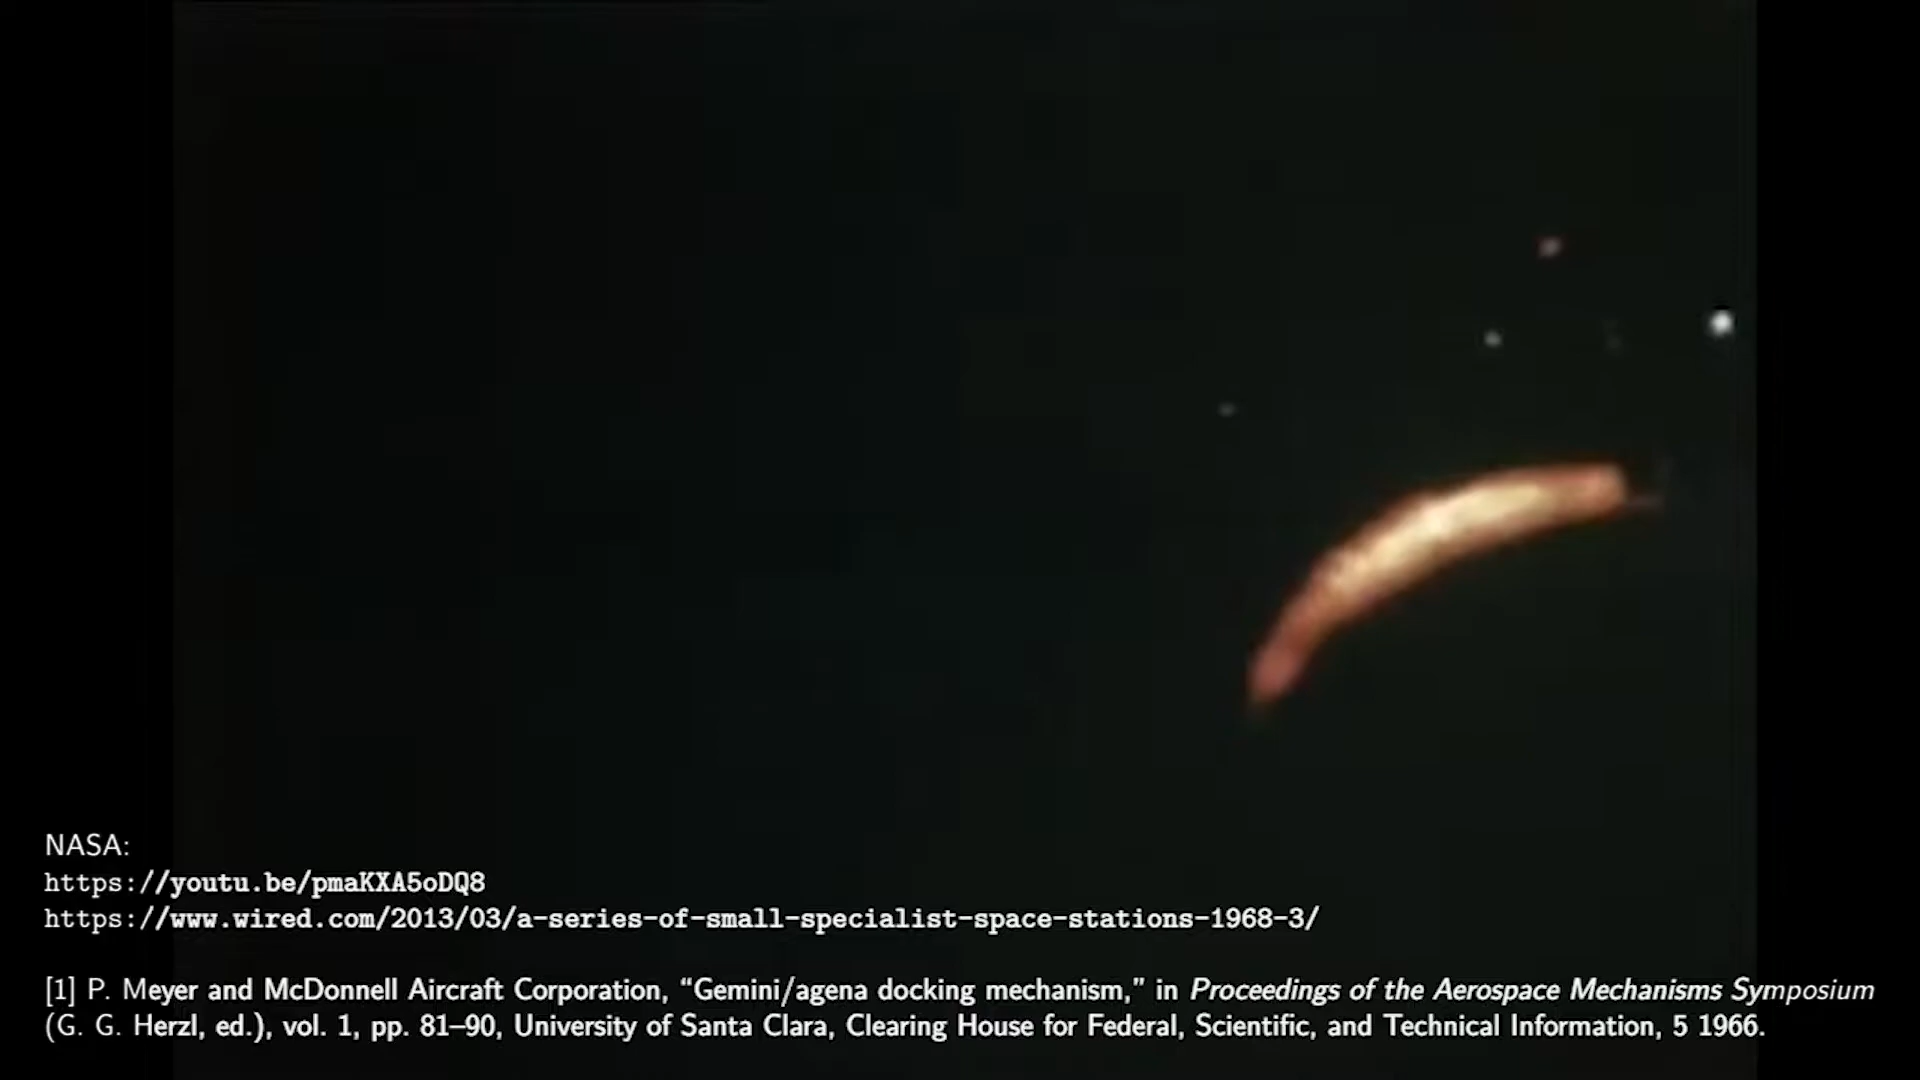 NASA:
https://youtu.be/pmaKXA5oDQ8
https://www.wired.com/2013/03/a-series-of-small-specialist-space-stations-1968-3/
[1] P. Meyer and McDonnell Aircraft Corporation, “Gemini/agena docking mechanism,” in Proceedings of the Aerospace Mechanisms Symposium
(G. G. Herzl, ed.), vol. 1, pp. 81–90, University of Santa Clara, Clearing House for Federal, Scientific, and Technical Information, 5 1966.